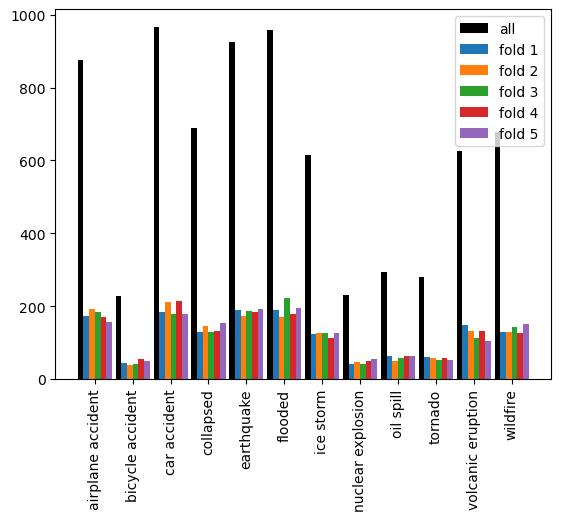 1000
800
600
400
200
0
all
fold 1
fold 2
fold 3
fold 4
fold 5
airplane accident
bicycle accident
car accident
collapsed
earthquake
flooded
ice storm
nuclear explosion
oil spill
tornado
volcanic eruption
wildfire